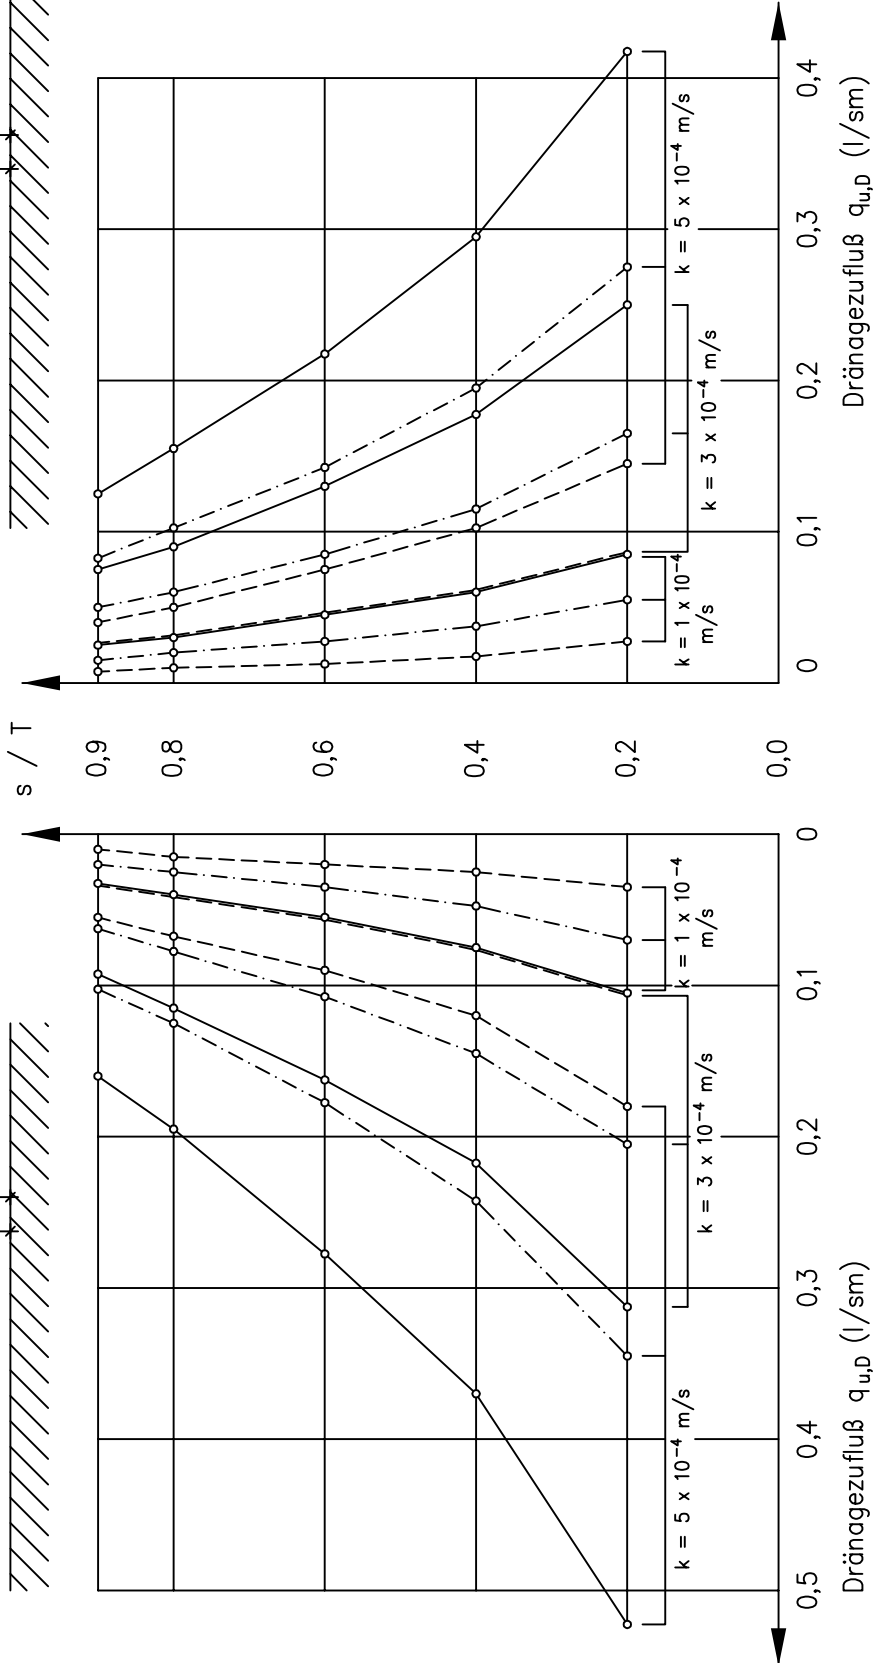 s / T
0,9
0,8
0,6
0,4
0,2
0,0
0,5
0,4
0,3
0,2
0,1
0
Dränagezufluß q_u,D (l/sm)
k = 5 x 10⁻⁴ m/s
k = 3 x 10⁻⁴ m/s
k = 1 x 10⁻⁴
m/s
0
0,1
0,2
0,3
0,4
Dränagezufluß q_u,D (l/sm)
k = 1 x 10⁻⁴
m/s
k = 3 x 10⁻⁴ m/s
k = 5 x 10⁻⁴ m/s